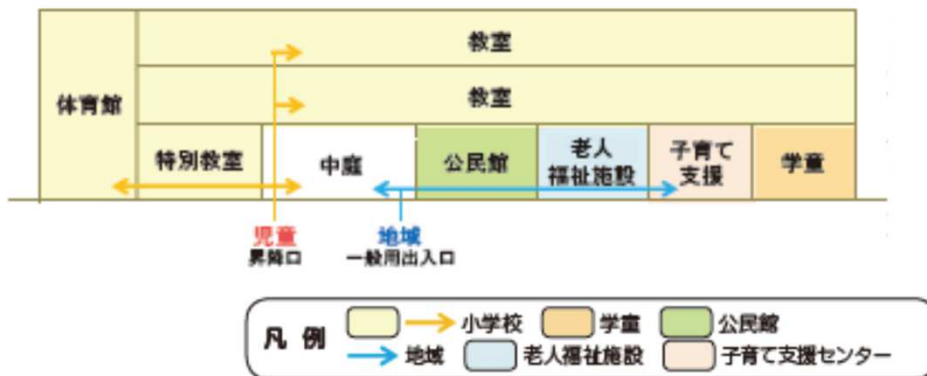 教室
教室
体育館
特別教室
中庭
公民館
老人
福祉施設
子育て
支援
学童
児童
昇降口
地域
一般用出入口
凡例
小学校
学童
公民館
地域
老人福祉施設
子育て支援センター